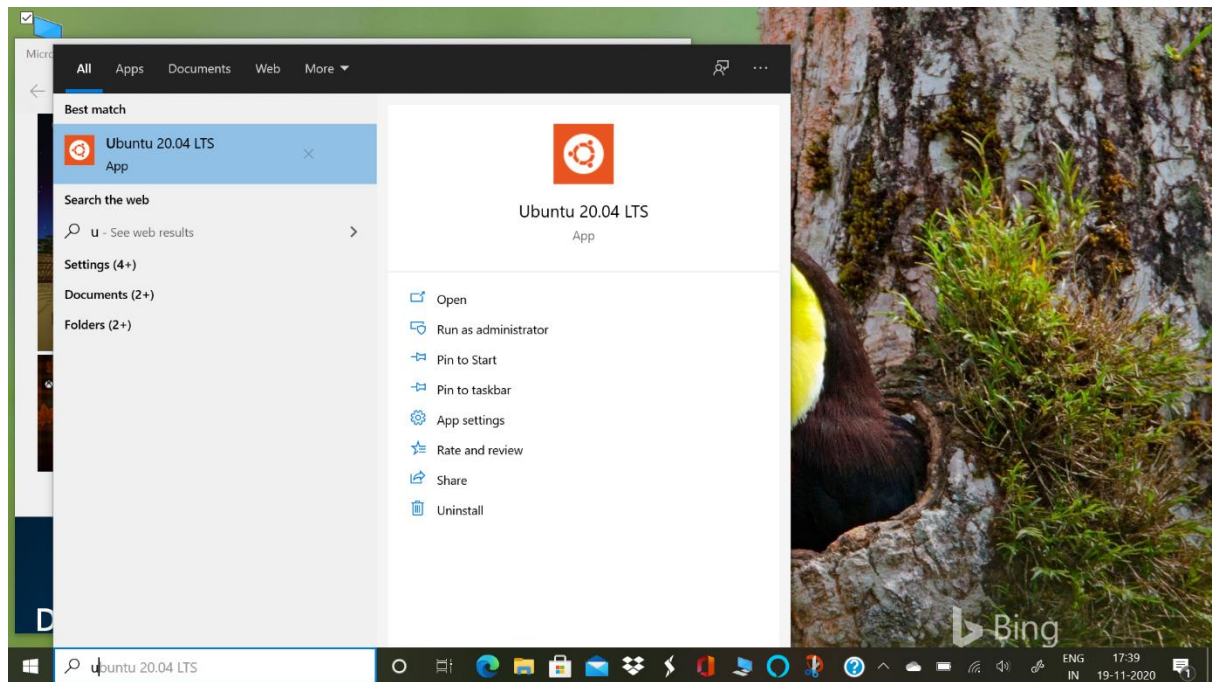 Micro
All Apps Documents Web More
Best match
Ubuntu 20.04 LTS
App
Search the web
u - See web results
Settings (4+)
Documents (2+)
Folders (2+)
Ubuntu 20.04 LTS
App
Open
Run as administrator
Pin to Start
Pin to taskbar
App settings
Rate and review
Share
Uninstall
D
Bing
ubuntu 20.04 LTS
ENG 17:39
IN 19-11-2020
1